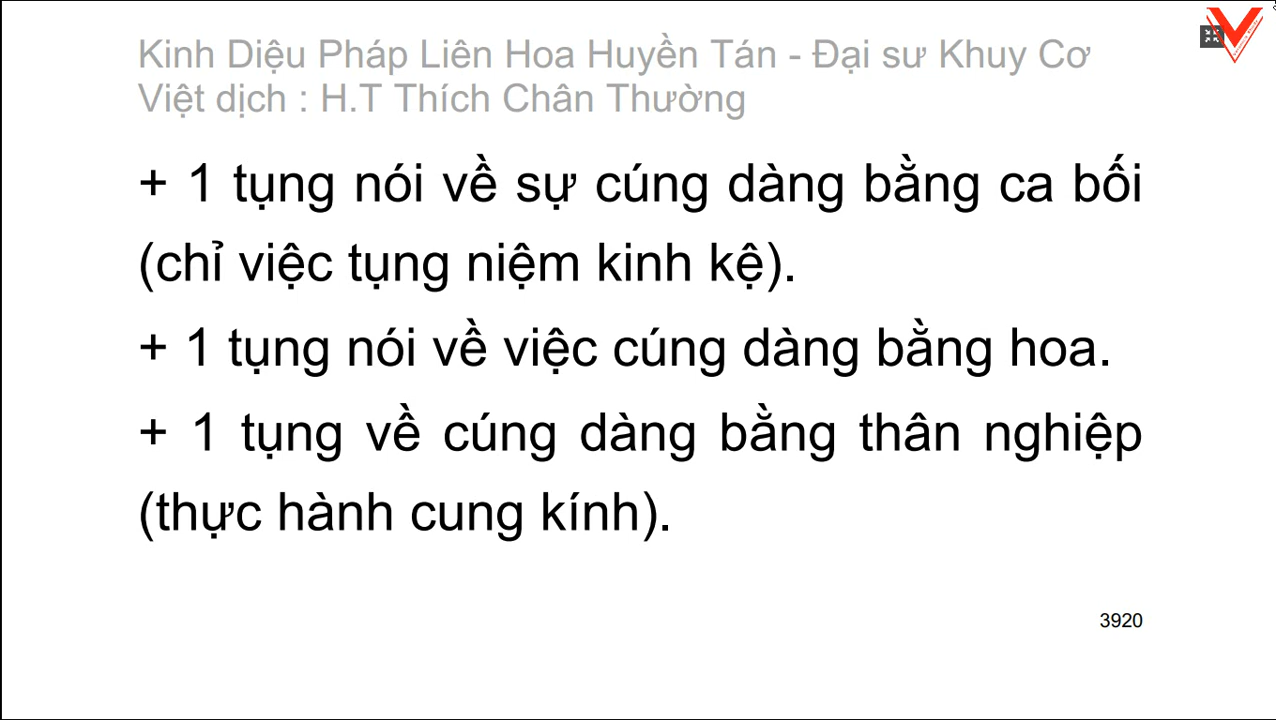 Kinh Diệu Pháp Liên Hoa Huyền Tán - Đại sư Khuy Cơ
Việt dịch : H.T Thích Chân Thường
+ 1 tụng nói về sự cúng dàng bằng ca bối
(chỉ việc tụng niệm kinh kệ).
+ 1 tụng nói về việc cúng dàng bằng hoa.
+ 1 tụng về cúng dàng bằng thân nghiệp
(thực hành cung kính).
3920